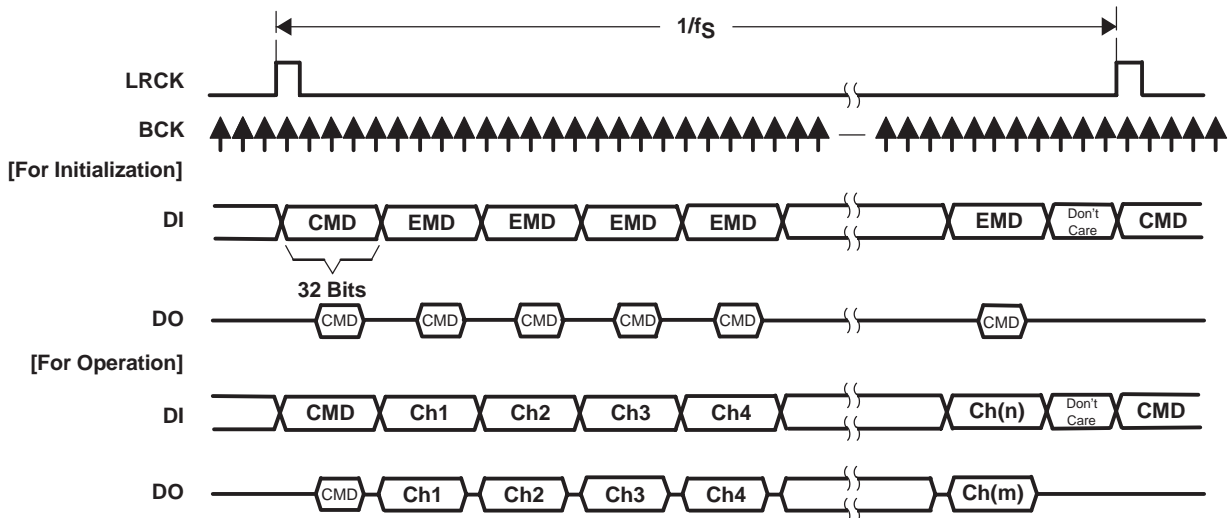 1/fS
LRCK
BCK
[For Initialization]
DI CMD EMD EMD EMD EMD EMD Don't Care CMD
32 Bits
DO CMD CMD CMD CMD CMD CMD
[For Operation]
DI CMD Ch1 Ch2 Ch3 Ch4 Ch(n) Don't Care CMD
DO CMD Ch1 Ch2 Ch3 Ch4 Ch(m)